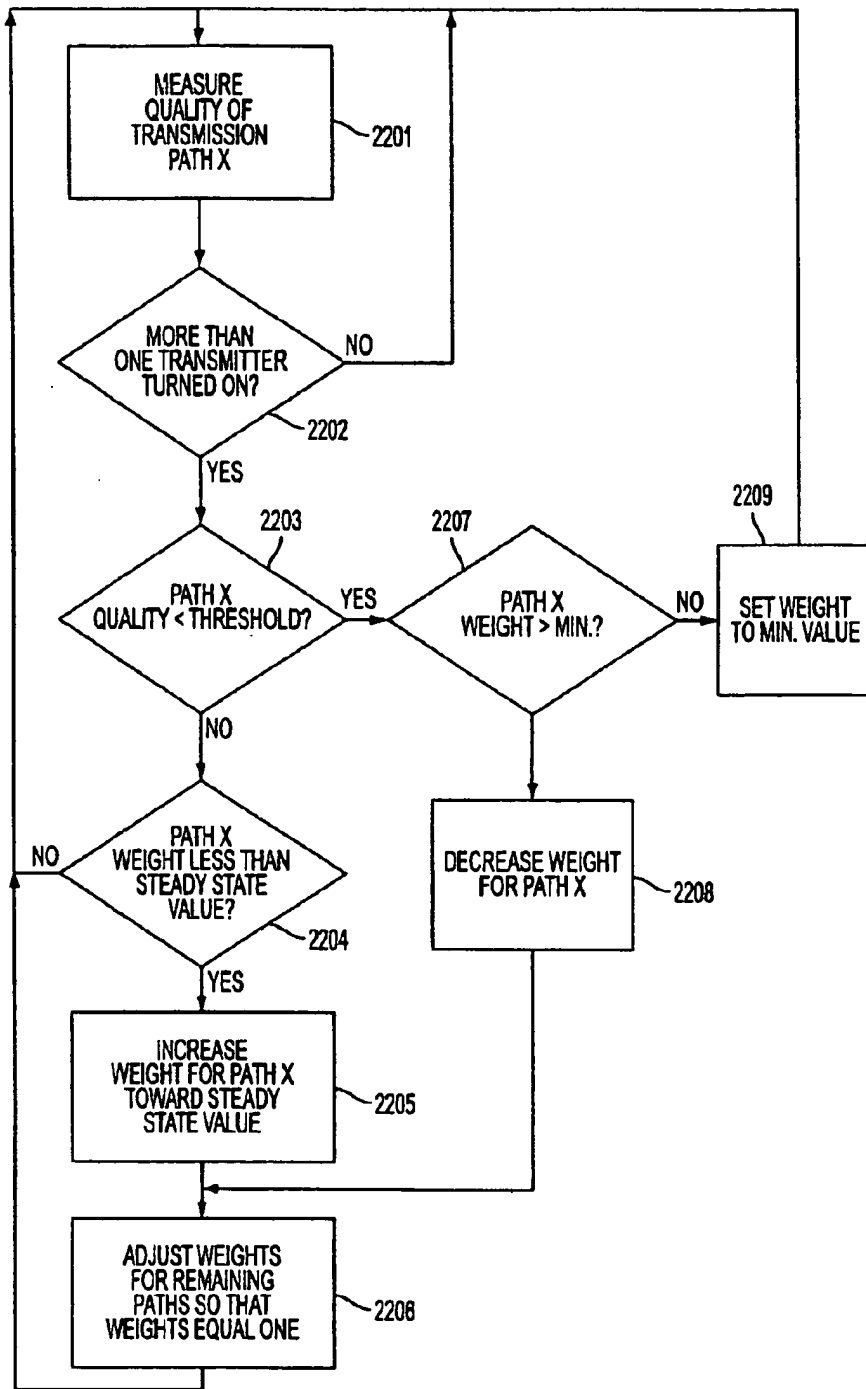 MEASURE
QUALITY OF
TRANSMISSION
PATH X
2201
MORE THAN
ONE TRANSMITTER
TURNED ON?
NO
2202
YES
2203
PATH X
QUALITY < THRESHOLD?
YES
NO
2207
PATH X
WEIGHT > MIN.?
NO
2209
SET WEIGHT
TO MIN. VALUE
PATH X
WEIGHT LESS THAN
STEADY STATE
VALUE?
NO
2204
YES
DECREASE WEIGHT
FOR PATH X
2208
INCREASE
WEIGHT FOR PATH X
TOWARD STEADY
STATE VALUE
2205
ADJUST WEIGHTS
FOR REMAINING
PATHS SO THAT
WEIGHTS EQUAL ONE
2206